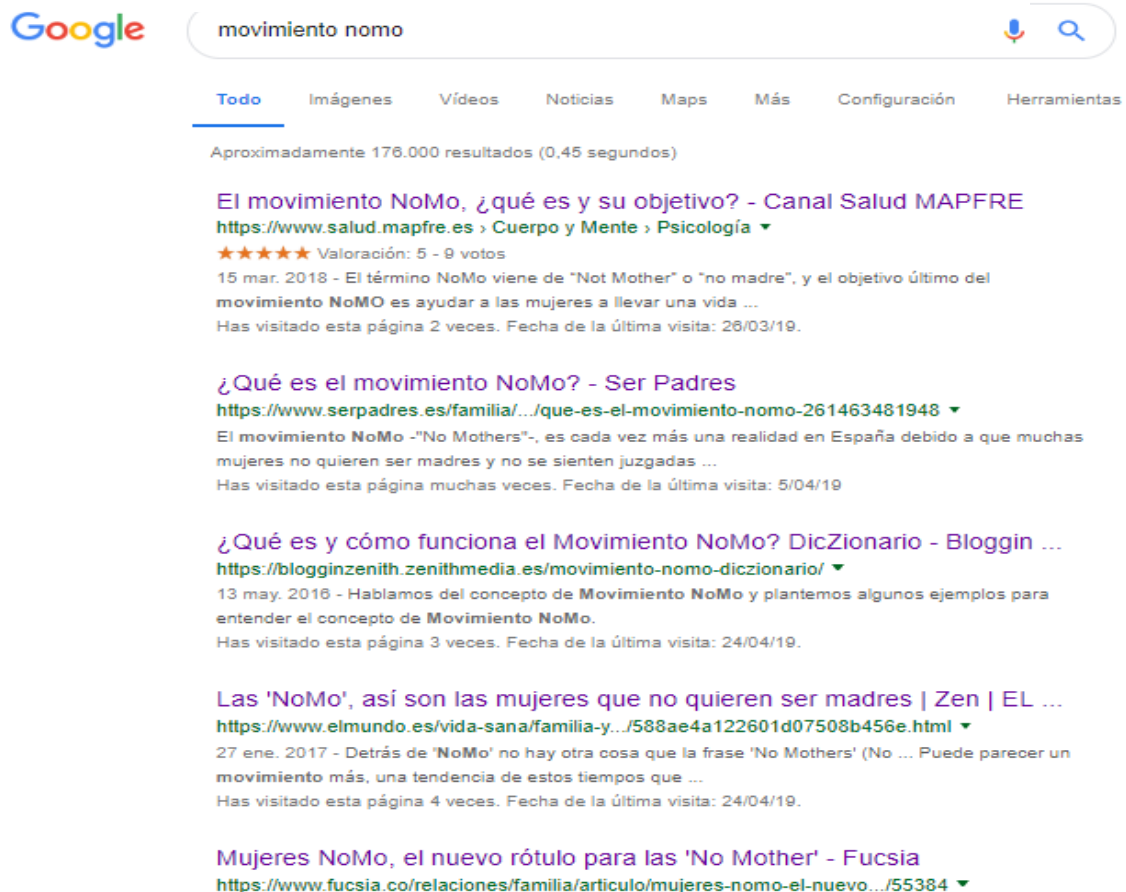 Google
movimiento nomo
Todo Imágenes Vídeos Noticias Maps Más Configuración Herramientas
Aproximadamente 176.000 resultados (0,45 segundos)
El movimiento NoMo, ¿qué es y su objetivo? - Canal Salud MAPFRE
https://www.salud.mapfre.es › Cuerpo y Mente › Psicología
Valoración: 5 - 9 votos
15 mar. 2018 - El término NoMo viene de "Not Mother" o "no madre", y el objetivo último del
movimiento NoMO es ayudar a las mujeres a llevar una vida ...
Has visitado esta página 2 veces. Fecha de la última visita: 26/03/19.
¿Qué es el movimiento NoMo? - Ser Padres
https://www.serpadres.es/familia/.../que-es-el-movimiento-nomo-261463481948
El movimiento NoMo -"No Mothers"-, es cada vez más una realidad en España debido a que muchas
mujeres no quieren ser madres y no se sienten juzgadas ...
Has visitado esta página muchas veces. Fecha de la última visita: 5/04/19
¿Qué es y cómo funciona el Movimiento NoMo? DicZionario - Bloggin ...
https://blogginzenith.zenithmedia.es/movimiento-nomo-diczionario/
13 may. 2016 - Hablamos del concepto de Movimiento NoMo y plantemos algunos ejemplos para
entender el concepto de Movimiento NoMo.
Has visitado esta página 3 veces. Fecha de la última visita: 24/04/19.
Las 'NoMo', así son las mujeres que no quieren ser madres | Zen | EL ...
https://www.elmundo.es/vida-sana/familia-y.../588ae4a122601d07508b456e.html
27 ene. 2017 - Detrás de 'NoMo' no hay otra cosa que la frase 'No Mothers' (No ... Puede parecer un
movimiento más, una tendencia de estos tiempos que ...
Has visitado esta página 4 veces. Fecha de la última visita: 24/04/19.
Mujeres NoMo, el nuevo rótulo para las 'No Mother' - Fucsia
https://www.fucsia.co/relaciones/familia/articulo/mujeres-nomo-el-nuevo.../55384